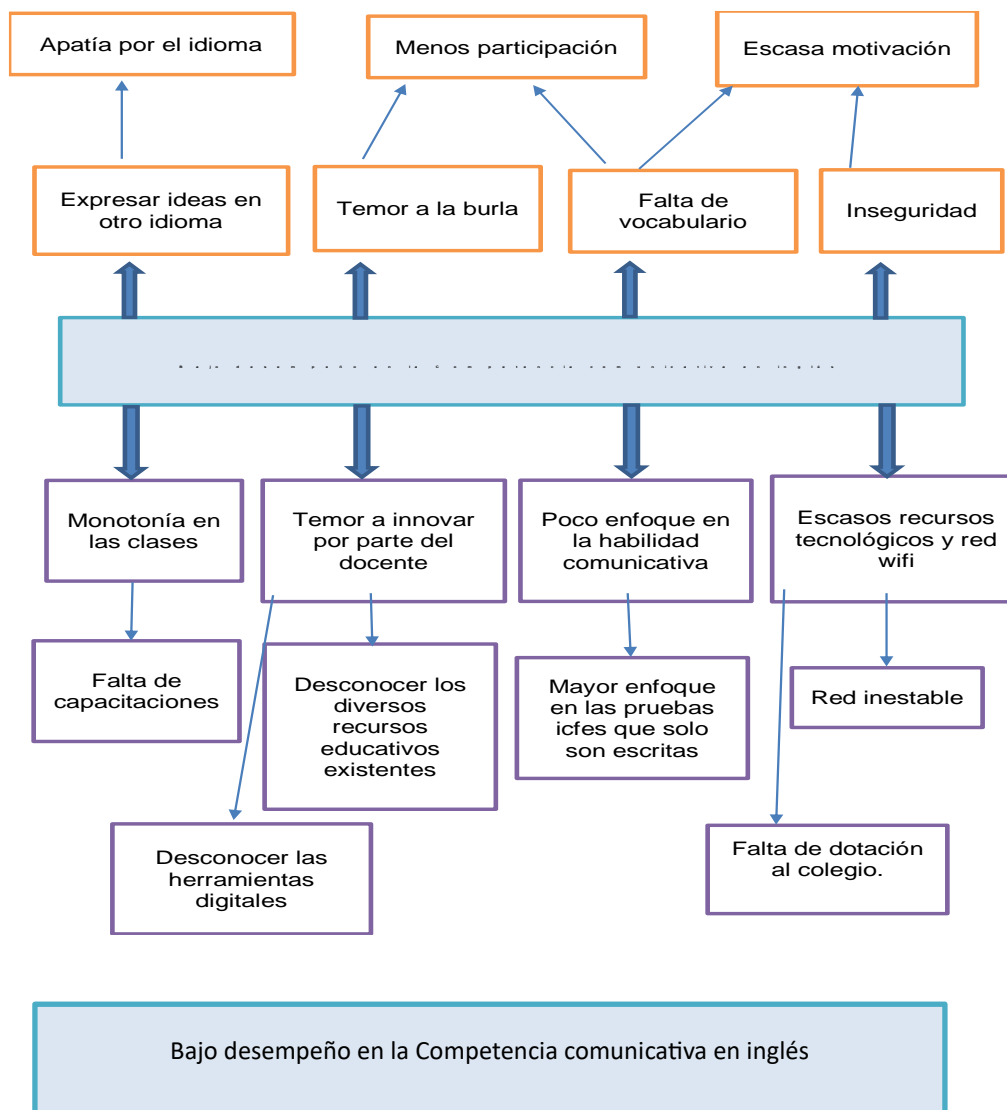 Apatía por el idioma
Menos participación
Escasa motivación
Expresar ideas en
otro idioma
Temor a la burla
Falta de
vocabulario
Inseguridad
Monotonía en
las clases
Temor a innovar
por parte del
docente
Poco enfoque en
la habilidad
comunicativa
Escasos recursos
tecnológicos y red
wifi
Falta de
capacitaciones
Desconocer los
diversos
recursos
educativos
existentes
Mayor enfoque
en las pruebas
icfes que solo
son escritas
Red inestable
Desconocer las
herramientas
digitales
Falta de dotación
al colegio.
Bajo desempeño en la Competencia comunicativa en inglés